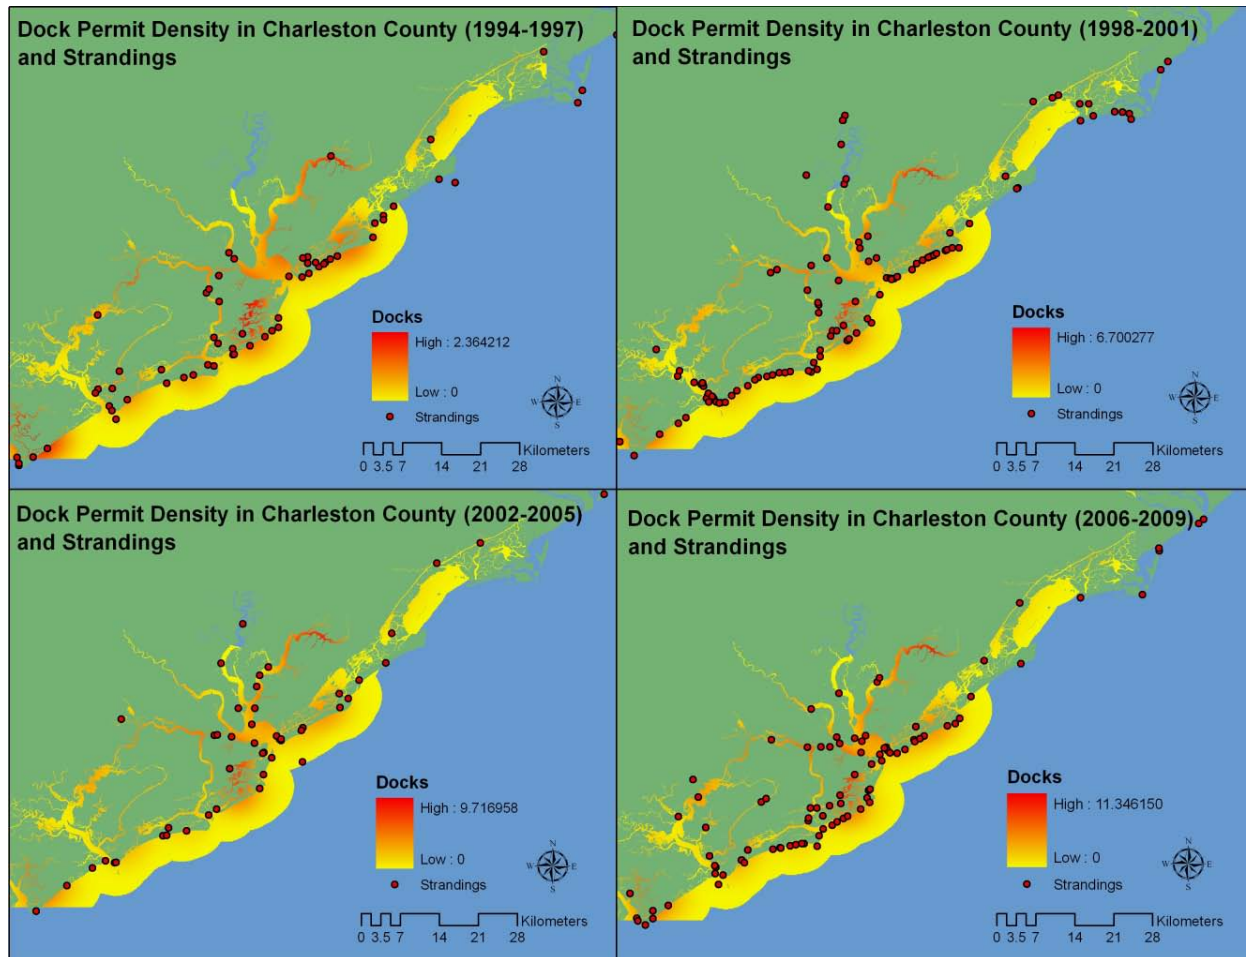 Dock Permit Density in Charleston County (1994-1997)
and Strandings
Docks
High : 2.364212
Low : 0
Strandings
N
W E
S
Kilometers
0 3.5 7 14 21 28
Dock Permit Density in Charleston County (1998-2001)
and Strandings
Docks
High : 6.700277
Low : 0
Strandings
N
W E
S
Kilometers
0 3.5 7 14 21 28
Dock Permit Density in Charleston County (2002-2005)
and Strandings
Docks
High : 9.716958
Low : 0
Strandings
N
W E
S
Kilometers
0 3.5 7 14 21 28
Dock Permit Density in Charleston County (2006-2009)
and Strandings
Docks
High : 11.346150
Low : 0
Strandings
N
W E
S
Kilometers
0 3.5 7 14 21 28